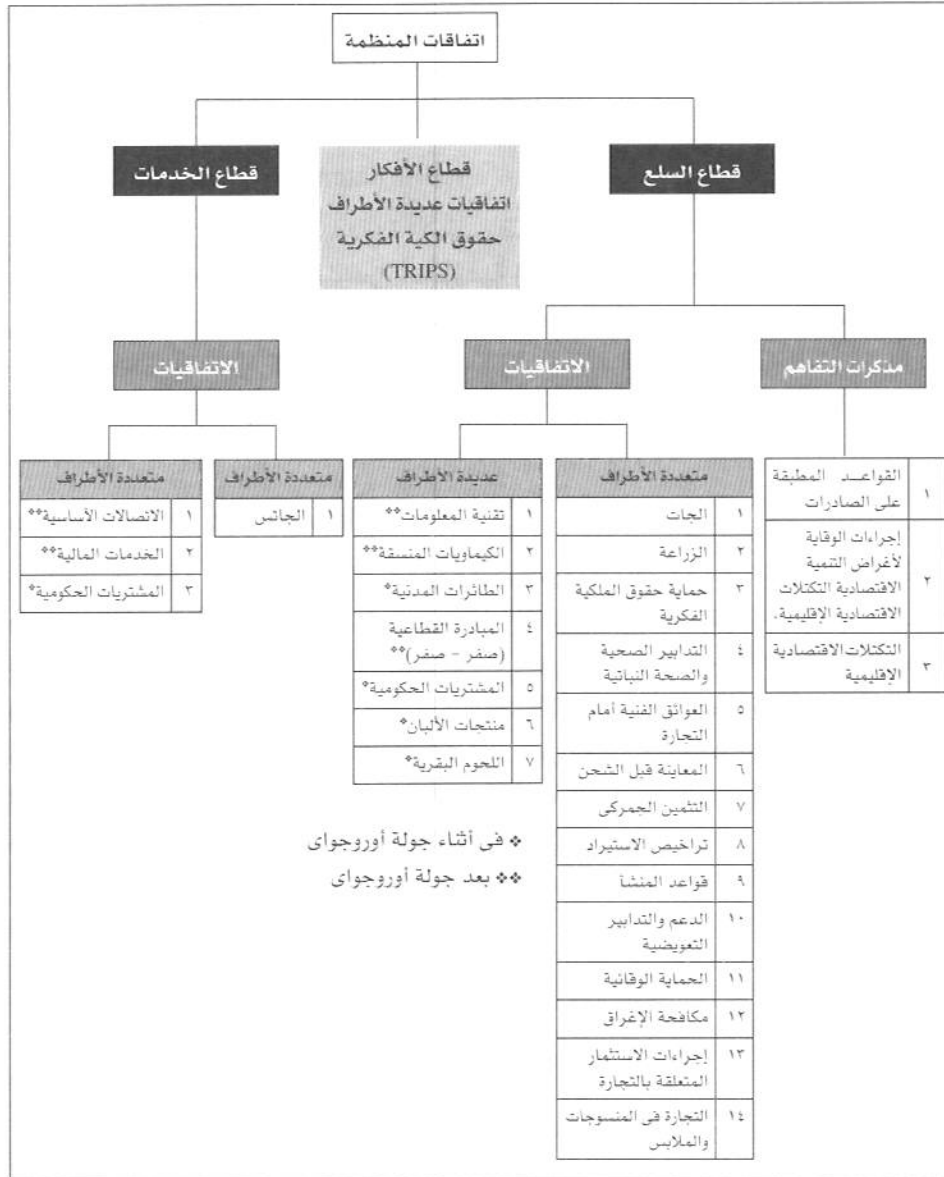 اتفاقات المنظمة
قطاع السلع
قطاع الأفكار
اتفاقيات عديدة الأطراف
حقوق الكية الفكرية
(TRIPS)
قطاع الخدمات
مذكرات التفاهم
الاتفاقيات
الاتفاقيات
١ القواعد المطبقة
على الصادرات
٢ إجراءات الوقاية
لأغراض التنمية
الاقتصادية التكتلات
الاقتصادية الإقليمية.
٣ التكتلات الاقتصادية
الإقليمية
متعددة الأطراف
١ الجات
٢ الزراعة
٣ حماية حقوق الملكية
الفكرية
٤ التدابير الصحية
والصحة النباتية
٥ العوائق الفنية أمام
التجارة
٦ المعاينة قبل الشحن
٧ التثمين الجمركى
٨ تراخيص الاستيراد
٩ قواعد المنشأ
١٠ الدعم والتدابير
التعويضية
١١ الحماية الوقائية
١٢ مكافحة الإغراق
١٣ إجراءات الاستثمار
المتعلقة بالتجارة
١٤ التجارة فى المنسوجات
والملابس
عديدة الأطراف
١ تقنية المعلومات**
٢ الكيماويات المنسقة**
٣ الطائرات المدنية*
٤ المبادرة القطاعية
(صفر - صفر)**
٥ المشتريات الحكومية*
٦ منتجات الألبان*
٧ اللحوم البقرية*
متعددة الأطراف
١ الجاتس
متعددة الأطراف
١ الاتصالات الأساسية**
٢ الخدمات المالية**
٣ المشتريات الحكومية*
❖ فى أثناء جولة أوروجواى
❖❖ بعد جولة أوروجواى